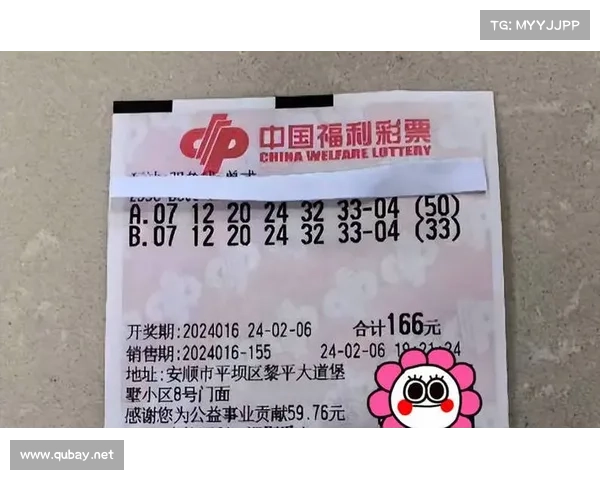 TG: MYYJJPP
中国福利彩票
CHINA WELFARE LOTTERY
A.07 12 20 24 32 33-04 (50)
B.07 12 20 24 32 33-04 (33)
开奖期:2024016 24-02-06 合计166元
销售期:2024016-155 24-02-06
地址:安顺市平坝区黎平大道堡
墅小区8号门面
感谢您为公益事业贡献59.76元
www.qubay.net